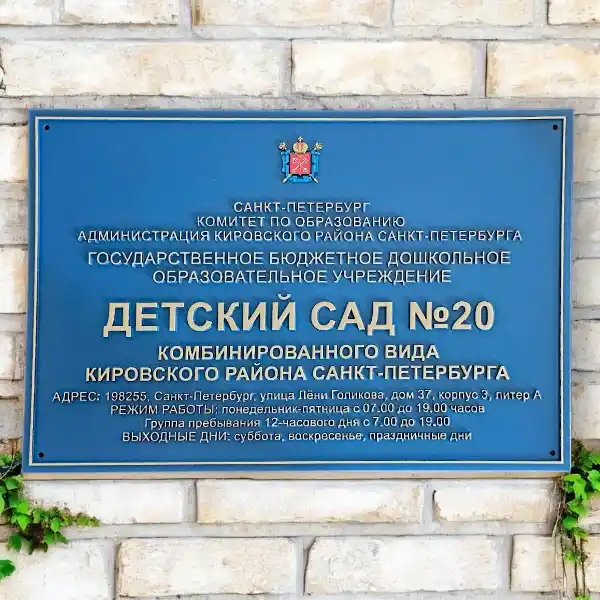 САНКТ-ПЕТЕРБУРГ
КОМИТЕТ ПО ОБРАЗОВАНИЮ
АДМИНИСТРАЦИЯ КИРОВСКОГО РАЙОНА САНКТ-ПЕТЕРБУРГА
ГОСУДАРСТВЕННОЕ БЮДЖЕТНОЕ ДОШКОЛЬНОЕ
ОБРАЗОВАТЕЛЬНОЕ УЧРЕЖДЕНИЕ
ДЕТСКИЙ САД №20
КОМБИНИРОВАННОГО ВИДА
КИРОВСКОГО РАЙОНА САНКТ-ПЕТЕРБУРГА
АДРЕС: 198255, Санкт-Петербург, улица Лёни Голикова, дом 37, корпус 3, литер А
РЕЖИМ РАБОТЫ: понедельник-пятница с 07.00 до 19.00 часов
Группа пребывания 12-часового дня с 7.00 до 19.00
ВЫХОДНЫЕ ДНИ: суббота, воскресенье, праздничные дни